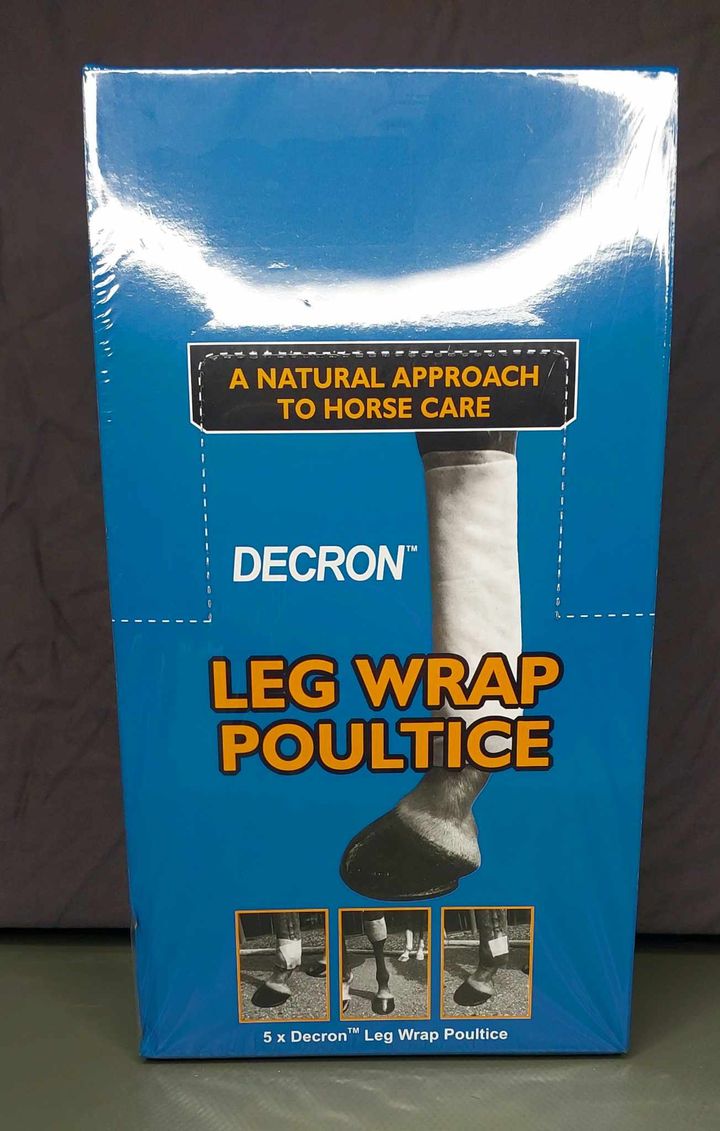 A NATURAL APPROACH
TO HORSE CARE
DECRON™
LEG WRAP
POULTICE
5 x Decron™ Leg Wrap Poultice